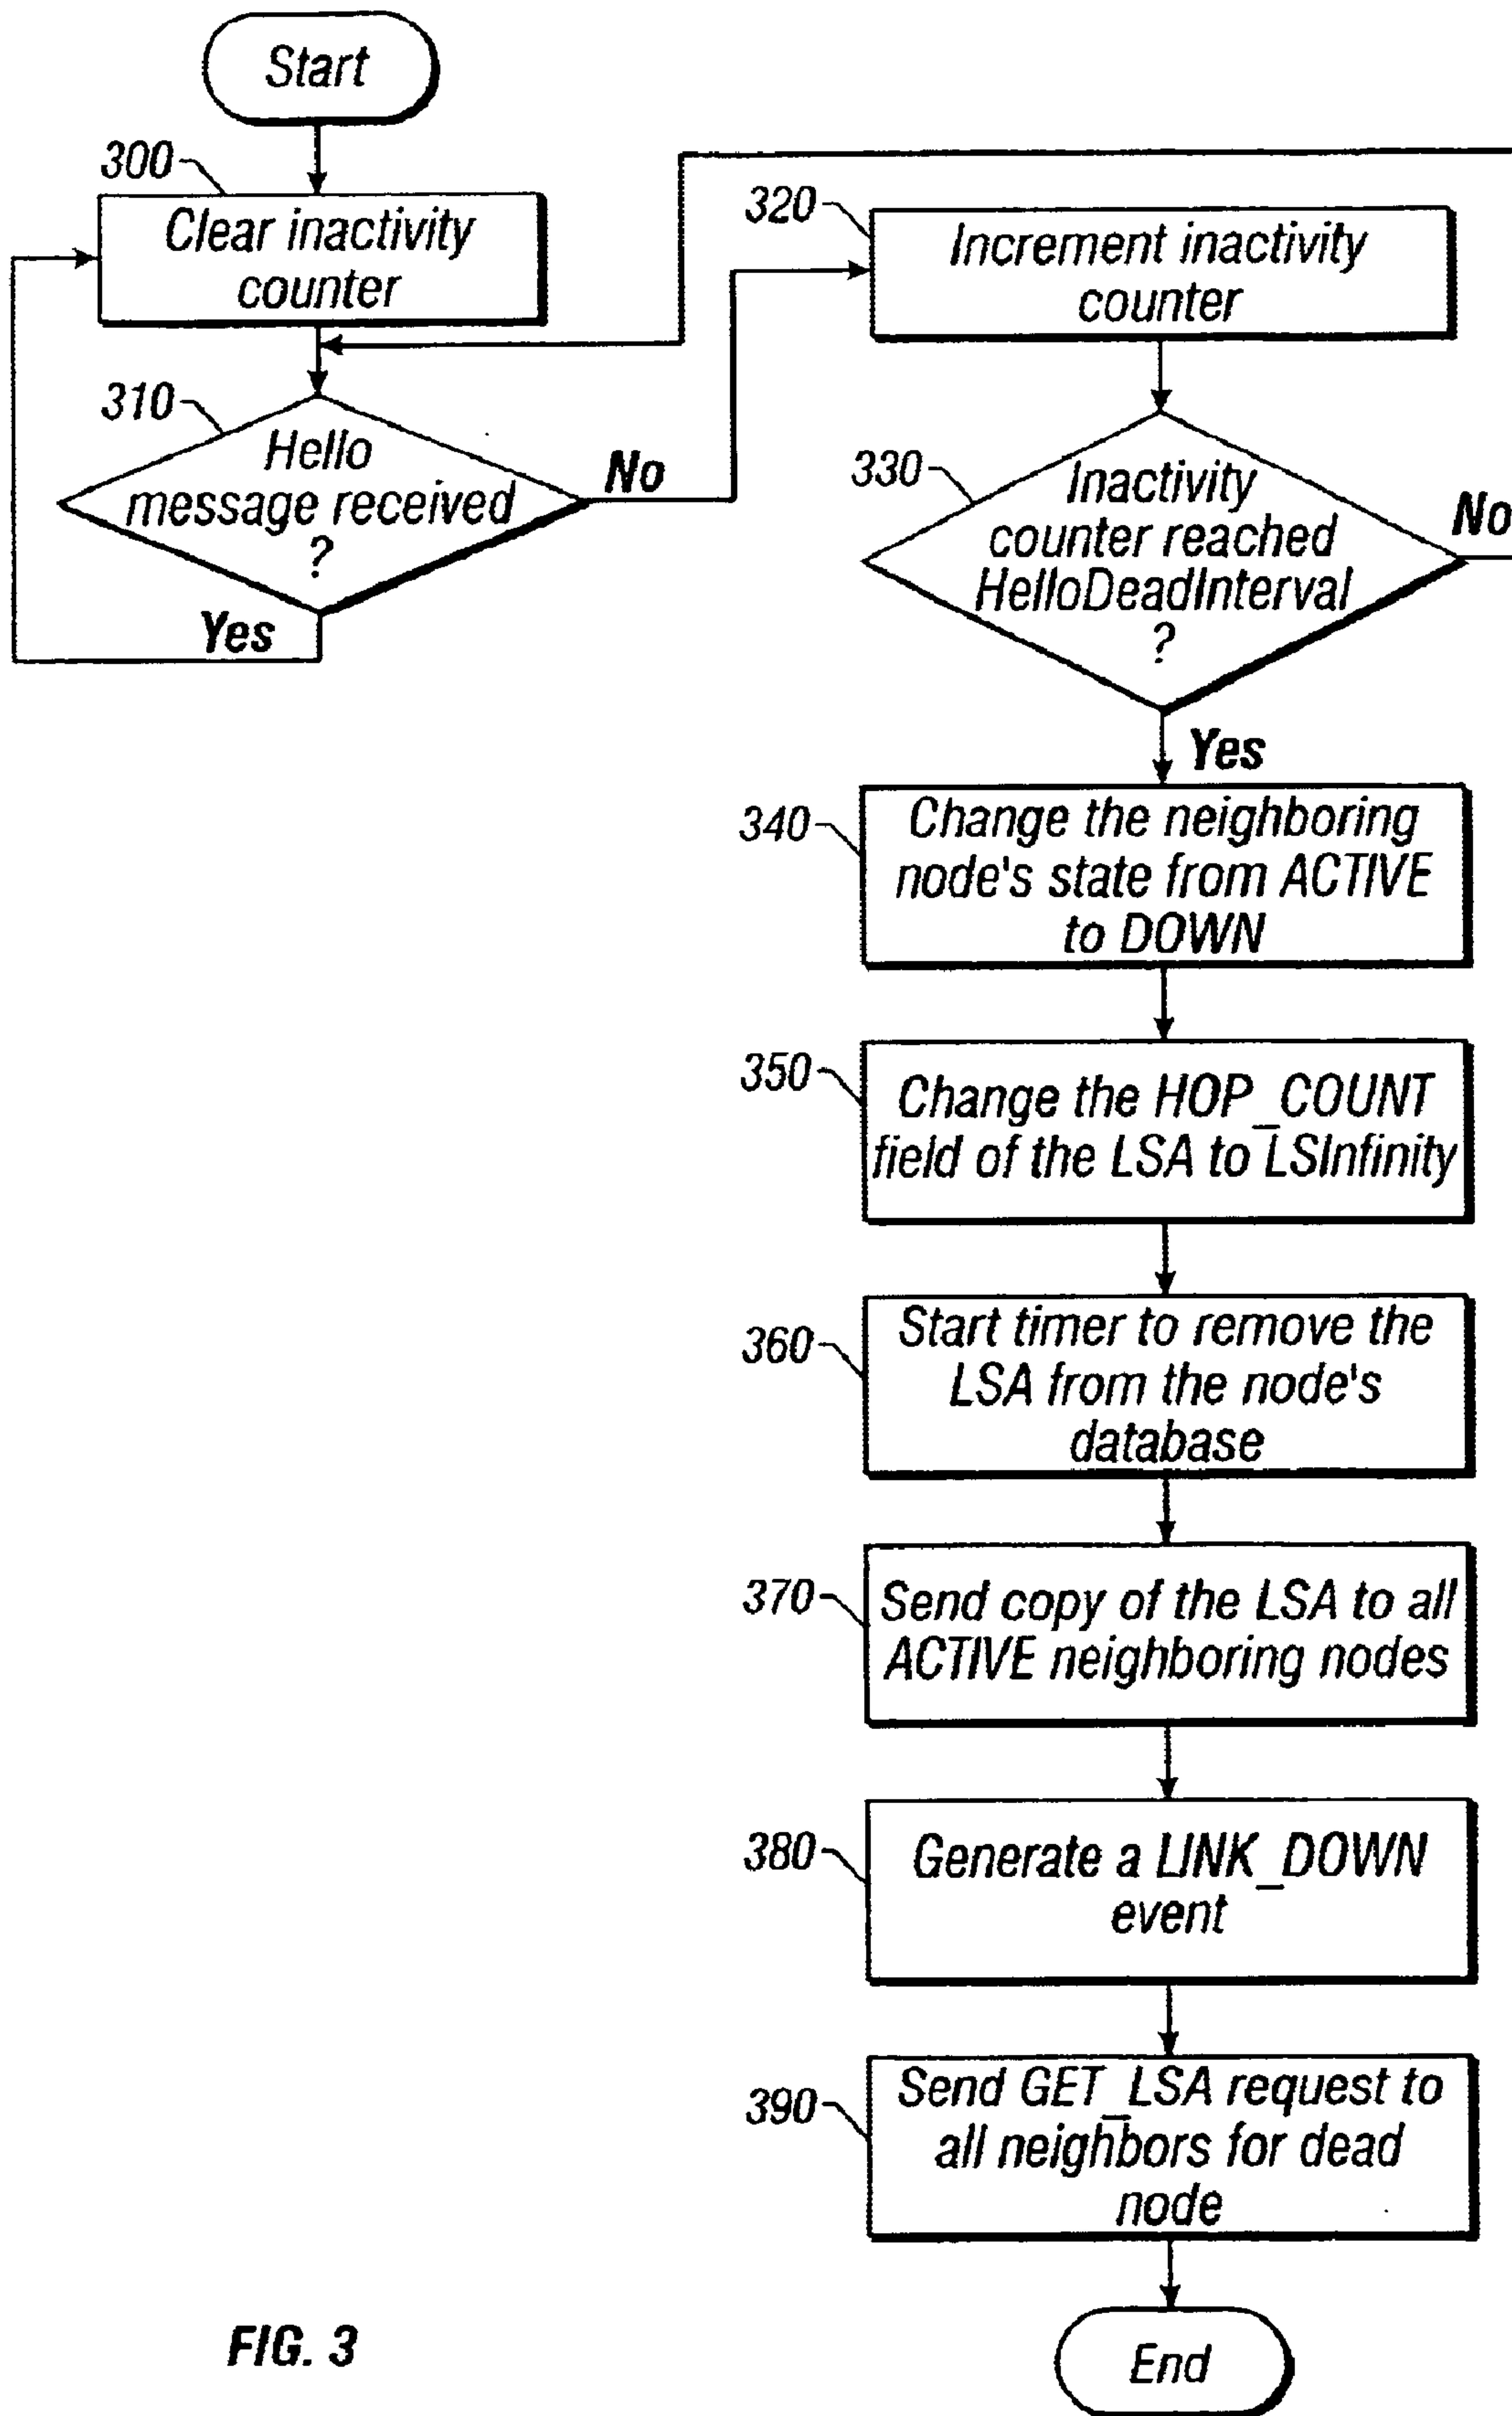 Start
300
Clear inactivity
counter
310
Hello
message received
?
No
Yes
320
Increment inactivity
counter
330
Inactivity
counter reached
HelloDeadInterval
?
No
Yes
340
Change the neighboring
node's state from ACTIVE
to DOWN
350
Change the HOP_COUNT
field of the LSA to LSInfinity
360
Start timer to remove the
LSA from the node's
database
370
Send copy of the LSA to all
ACTIVE neighboring nodes
380
Generate a LINK_DOWN
event
390
Send GET_LSA request to
all neighbors for dead
node
End
FIG. 3